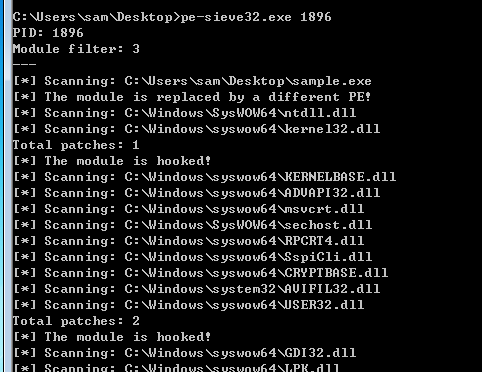 C:\Users\sam\Desktop>pe-sieve32.exe 1896
PID: 1896
Module filter: 3
---
[*] Scanning: C:\Users\sam\Desktop\sample.exe
[*] The module is replaced by a different PE!
[*] Scanning: C:\Windows\SysWOW64\ntdll.dll
[*] Scanning: C:\Windows\syswow64\kernel32.dll
Total patches: 1
[*] The module is hooked!
[*] Scanning: C:\Windows\syswow64\KERNELBASE.dll
[*] Scanning: C:\Windows\syswow64\ADVAPI32.dll
[*] Scanning: C:\Windows\syswow64\msvcrt.dll
[*] Scanning: C:\Windows\SysWOW64\sechost.dll
[*] Scanning: C:\Windows\syswow64\RPCRT4.dll
[*] Scanning: C:\Windows\syswow64\SspiCli.dll
[*] Scanning: C:\Windows\syswow64\CRYPTBASE.dll
[*] Scanning: C:\Windows\system32\AVIFIL32.dll
[*] Scanning: C:\Windows\syswow64\USER32.dll
Total patches: 2
[*] The module is hooked!
[*] Scanning: C:\Windows\syswow64\GDI32.dll
[*] Scanning: C:\Windows\syswow64\LPK.dll